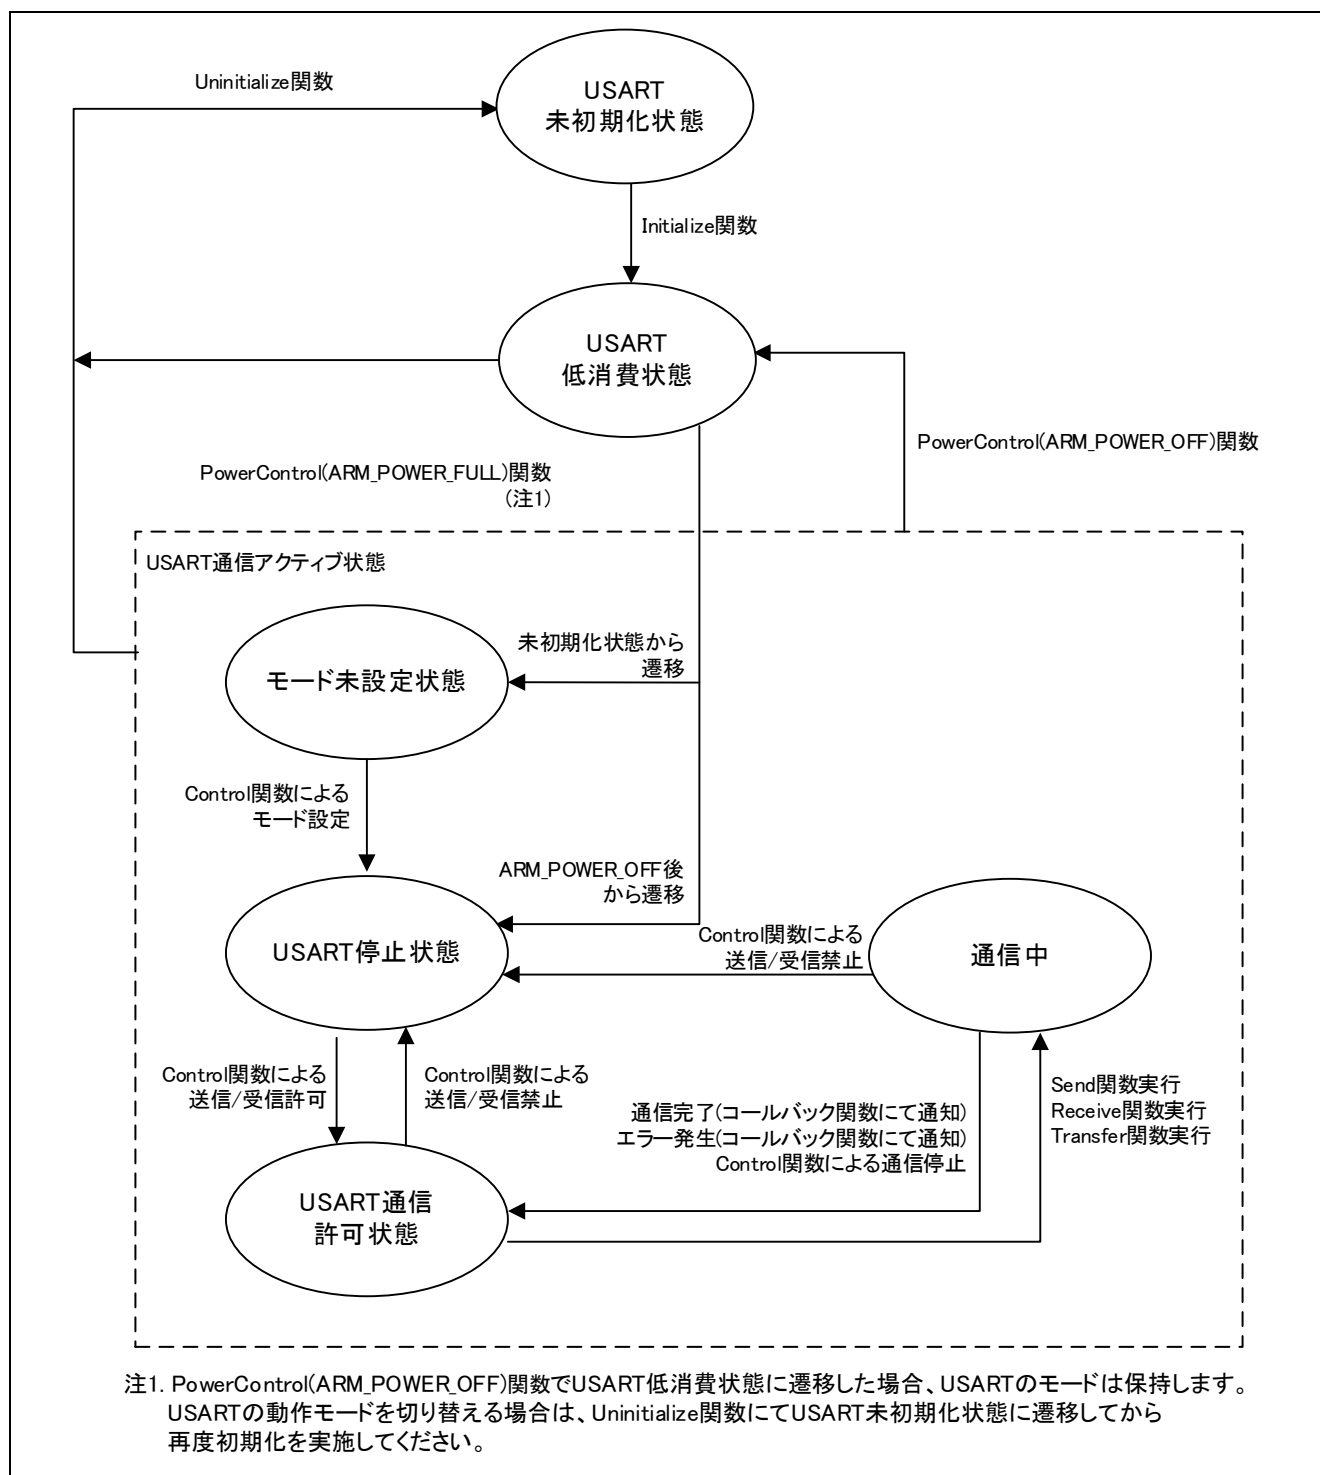 Uninitialize関数
USART
未初期化状態
Initialize関数
USART
低消費状態
PowerControl(ARM_POWER_OFF)関数
PowerControl(ARM_POWER_FULL)関数
(注1)
USART通信アクティブ状態
未初期化状態から
遷移
モード未設定状態
Control関数による
モード設定
ARM_POWER_OFF後
から遷移
USART停止状態
Control関数による
送信/受信禁止
通信中
Control関数による
送信/受信許可
Control関数による
送信/受信禁止
通信完了(コールバック関数にて通知)
エラー発生(コールバック関数にて通知)
Control関数による通信停止
Send関数実行
Receive関数実行
Transfer関数実行
USART通信
許可状態
注1. PowerControl(ARM_POWER_OFF)関数でUSART低消費状態に遷移した場合、USARTのモードは保持します。
USARTの動作モードを切り替える場合は、Uninitialize関数にてUSART未初期化状態に遷移してから
再度初期化を実施してください。